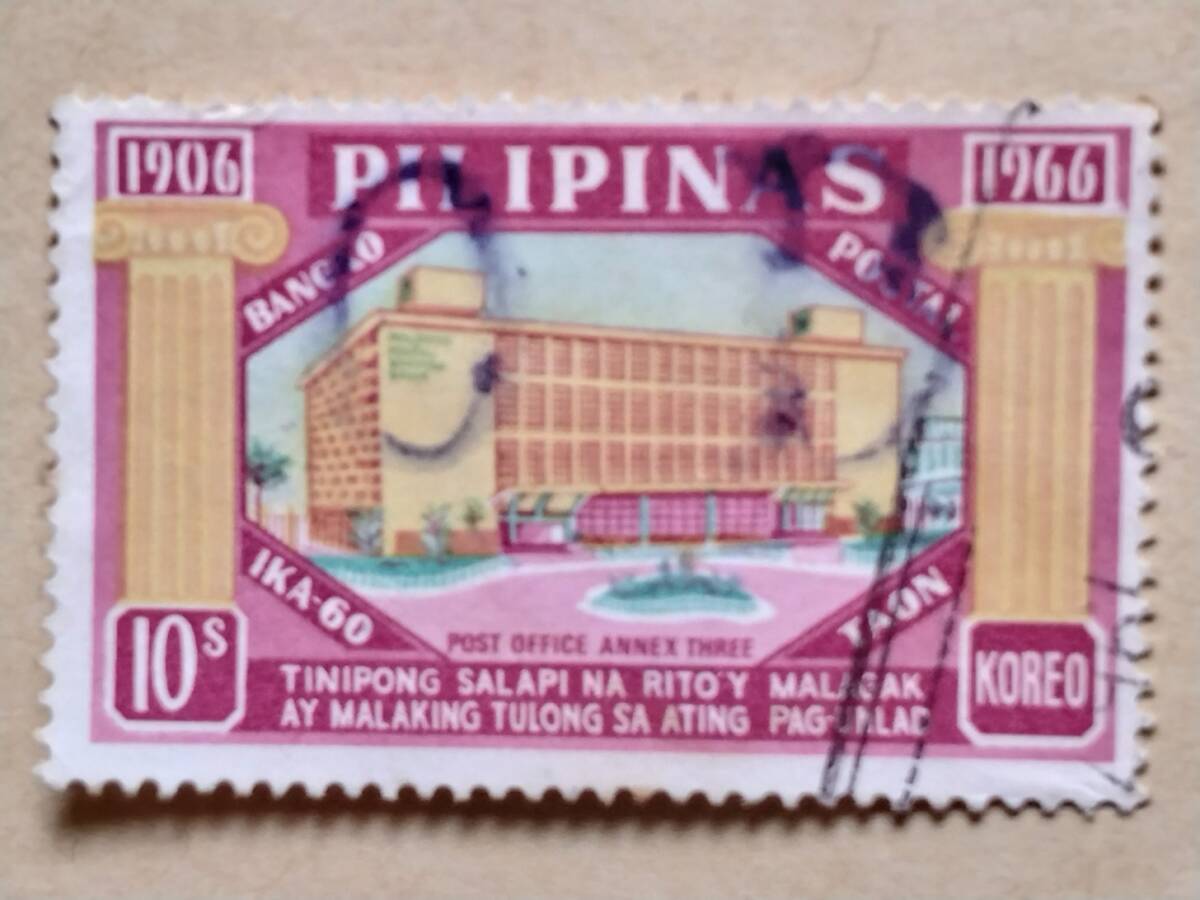 1906 PILIPINAS 1966
BANGKO POSTAL
IKA-60 TAON
POST OFFICE ANNEX THREE
10s KOREO
TINIPONG SALAPI NA RITO'Y MALAGAK
AY MALAKING TULONG SA ATING PAG-UNLAD